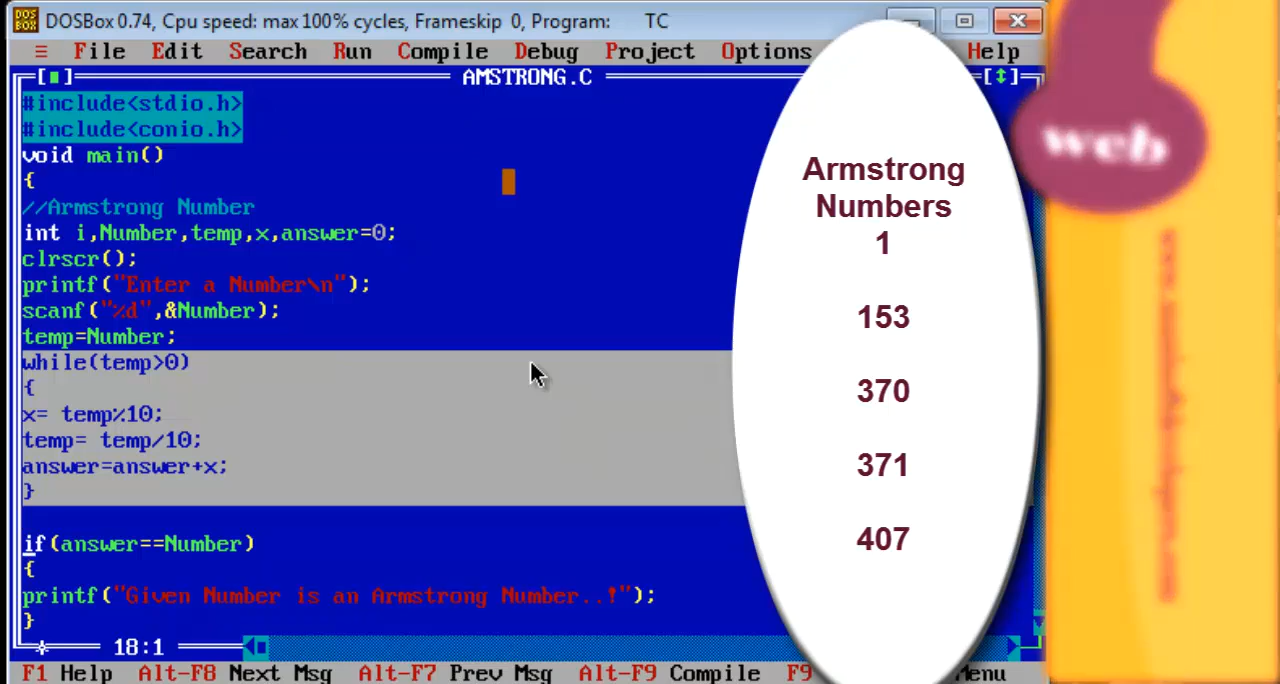 DOSBox 0.74, Cpu speed: max 100% cycles, Frameskip 0, Program: TC
≡ File Edit Search Run Compile Debug Project Options Help
AMSTRONG.C
#include<stdio.h>
#include<conio.h>
void main()
{
//Armstrong Number
int i,Number,temp,x,answer=0;
clrscr();
printf("Enter a Number\n");
scanf("%d",&Number);
temp=Number;
while(temp>0)
{
x= temp%10;
temp= temp/10;
answer=answer+x;
}
if(answer==Number)
{
printf("Given Number is an Armstrong Number..!");
}
18:1
F1 Help Alt-F8 Next Msg Alt-F7 Prev Msg Alt-F9 Compile F9 Menu
Armstrong
Numbers
1
153
370
371
407
web